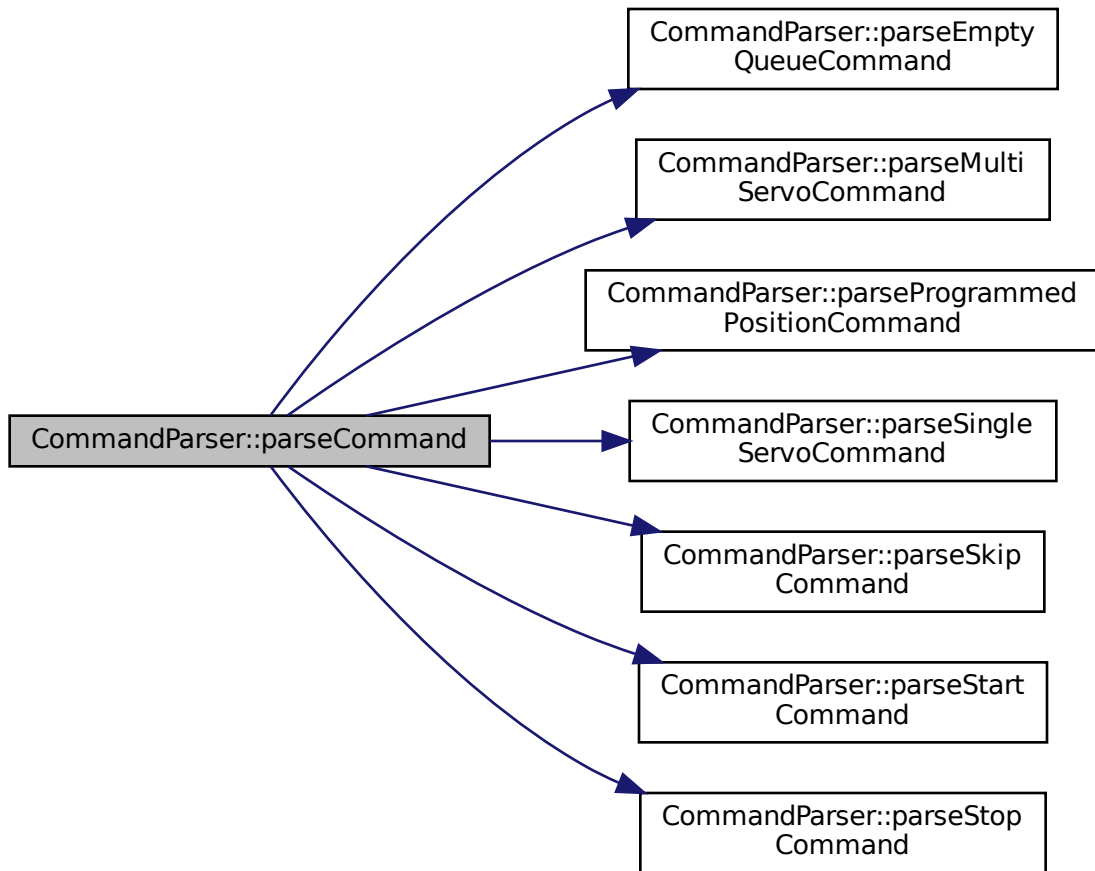 CommandParser::parseEmpty
QueueCommand
CommandParser::parseMulti
ServoCommand
CommandParser::parseProgrammed
PositionCommand
CommandParser::parseCommand
CommandParser::parseSingle
ServoCommand
CommandParser::parseSkip
Command
CommandParser::parseStart
Command
CommandParser::parseStop
Command